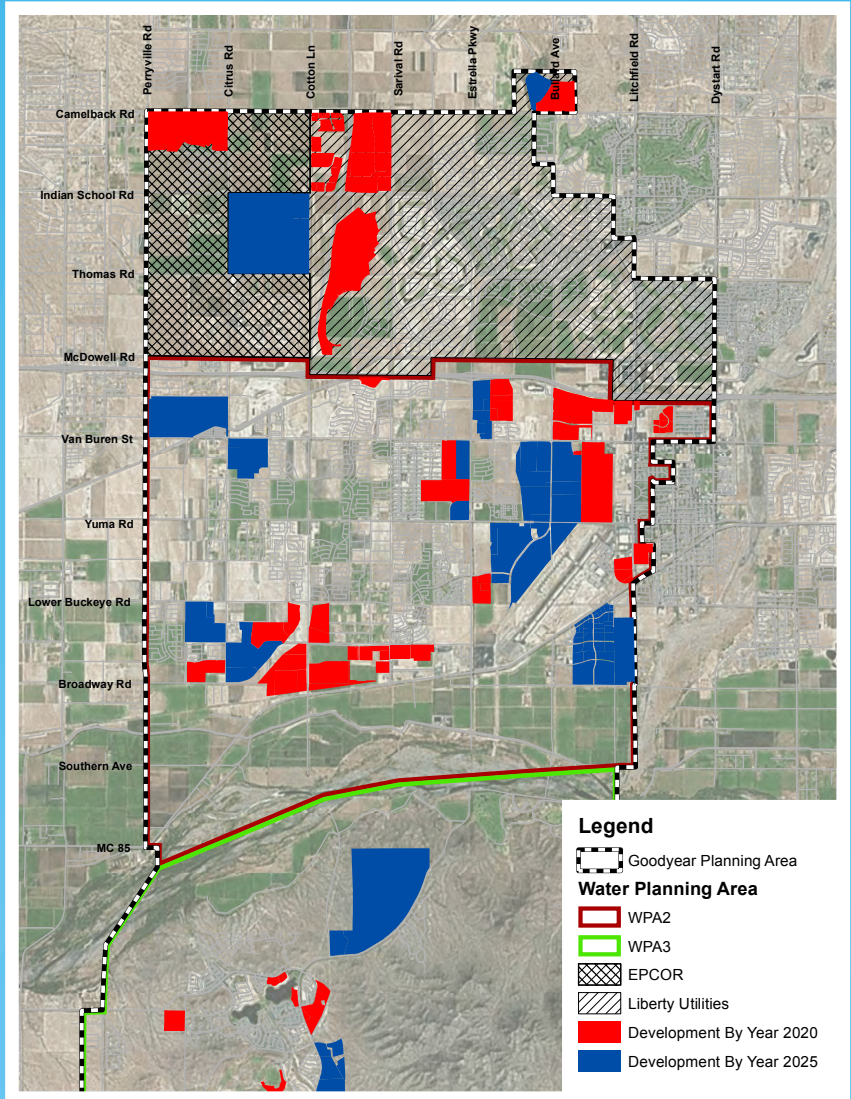 Perryville Rd
Citrus Rd
Cotton Ln
Sarival Rd
Estrella Pkwy
Bullard Ave
Litchfield Rd
Dystart Rd
Camelback Rd
Indian School Rd
Thomas Rd
McDowell Rd
Van Buren St
Yuma Rd
Lower Buckeye Rd
Broadway Rd
Southern Ave
MC 85
Legend
Goodyear Planning Area
Water Planning Area
WPA2
WPA3
EPCOR
Liberty Utilities
Development By Year 2020
Development By Year 2025